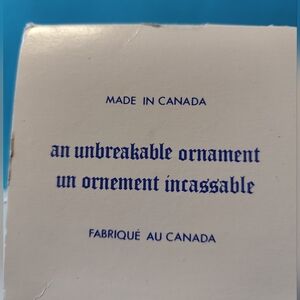 MADE IN CANADA
an unbreakable ornament
un ornement incassable
FABRIQUÉ AU CANADA